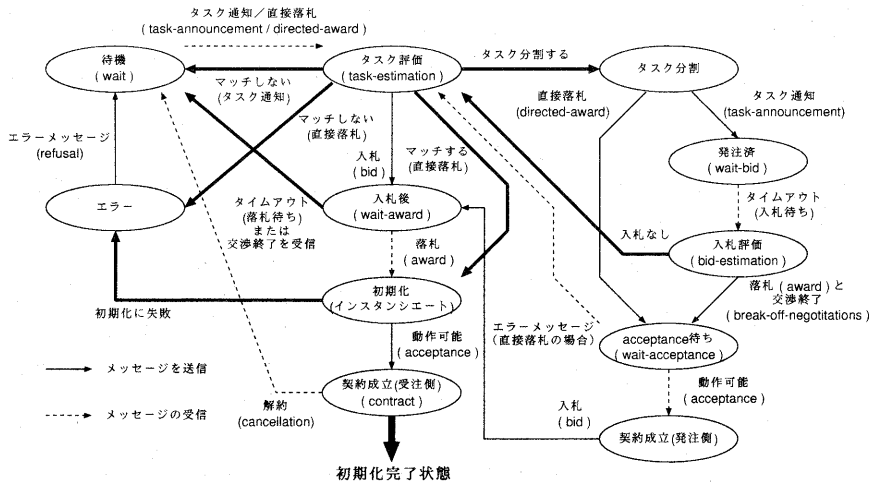 タスク通知／直接落札
(task-announcement / directed-award)
待機
(wait)
タスク評価
(task-estimation)
タスク分割する
タスク分割
マッチしない
(タスク通知)
直接落札
(directed-award)
タスク通知
(task-announcement)
エラーメッセージ
(refusal)
マッチしない
(直接落札)
マッチする
(直接落札)
入札
(bid)
発注済
(wait-bid)
タイムアウト
(入札待ち)
エラー
タイムアウト
(落札待ち)
または
交渉終了を受信
入札後
(wait-award)
入札なし
入札評価
(bid-estimation)
落札
(award)
落札 (award) と
交渉終了
(break-off-negotitations)
初期化
(インスタンシエート)
初期化に失敗
エラーメッセージ
(直接落札の場合)
acceptance待ち
(wait-acceptance)
動作可能
(acceptance)
メッセージを送信
契約成立(受注側)
(contract)
動作可能
(acceptance)
解約
(cancellation)
メッセージの受信
入札
(bid)
契約成立(発注側)
初期化完了状態